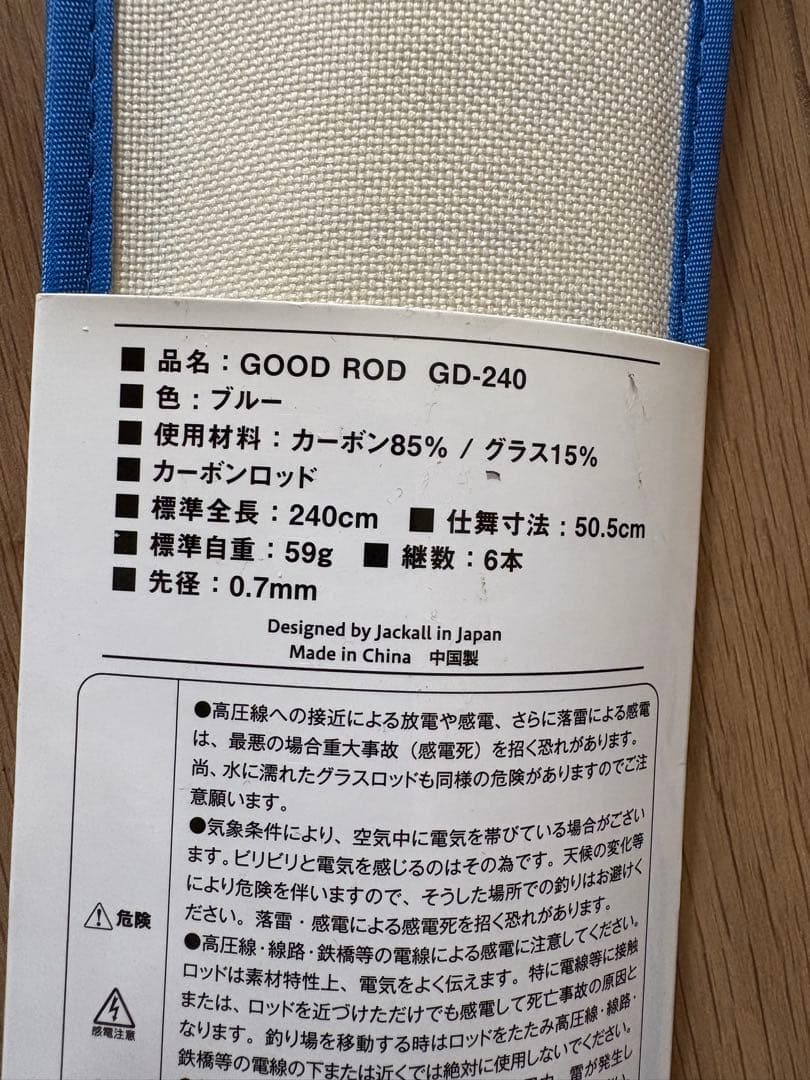 ■ 品名：GOOD ROD GD-240
■ 色：ブルー
■ 使用材料：カーボン85% / グラス15%
■ カーボンロッド
■ 標準全長：240cm ■ 仕舞寸法：50.5cm
■ 標準自重：59g ■ 継数：6本
■ 先径：0.7mm
Designed by Jackall in Japan
Made in China 中国製
●高圧線への接近による放電や感電、さらに落雷による感電
は、最悪の場合重大事故（感電死）を招く恐れがあります。
尚、水に濡れたグラスロッドも同様の危険がありますのでご注
意願います。
●気象条件により、空気中に電気を帯びている場合がござい
ます。ビリビリと電気を感じるのはその為です。天候の変化等
により危険を伴いますので、そうした場所での釣りはお避けく
ださい。落雷・感電による感電死を招く恐れがあります。
⚠危険
●高圧線・線路・鉄橋等の電線による感電に注意してください。
ロッドは素材特性上、電気をよく伝えます。特に電線等に接触
または、ロッドを近づけただけでも感電して死亡事故の原因と
なります。釣り場を移動する時はロッドをたたみ高圧線・線路・
鉄橋等の電線の下または近くでは絶対に使用しないでください。
感電注意
雷が発生し